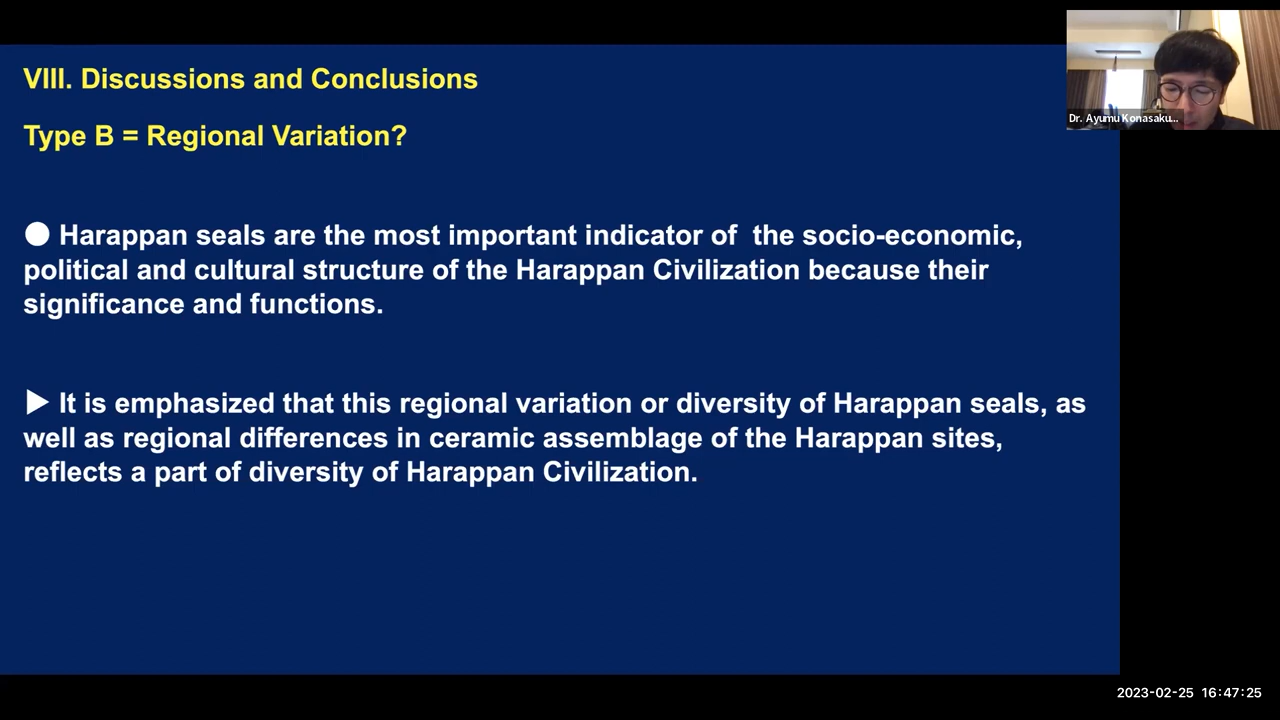 VIII. Discussions and Conclusions
Type B = Regional Variation?
● Harappan seals are the most important indicator of  the socio-economic,
political and cultural structure of the Harappan Civilization because their
significance and functions.
▶ It is emphasized that this regional variation or diversity of Harappan seals, as
well as regional differences in ceramic assemblage of the Harappan sites,
reflects a part of diversity of Harappan Civilization.
Dr. Ayumu Konasaku...
2023-02-25 16:47:25